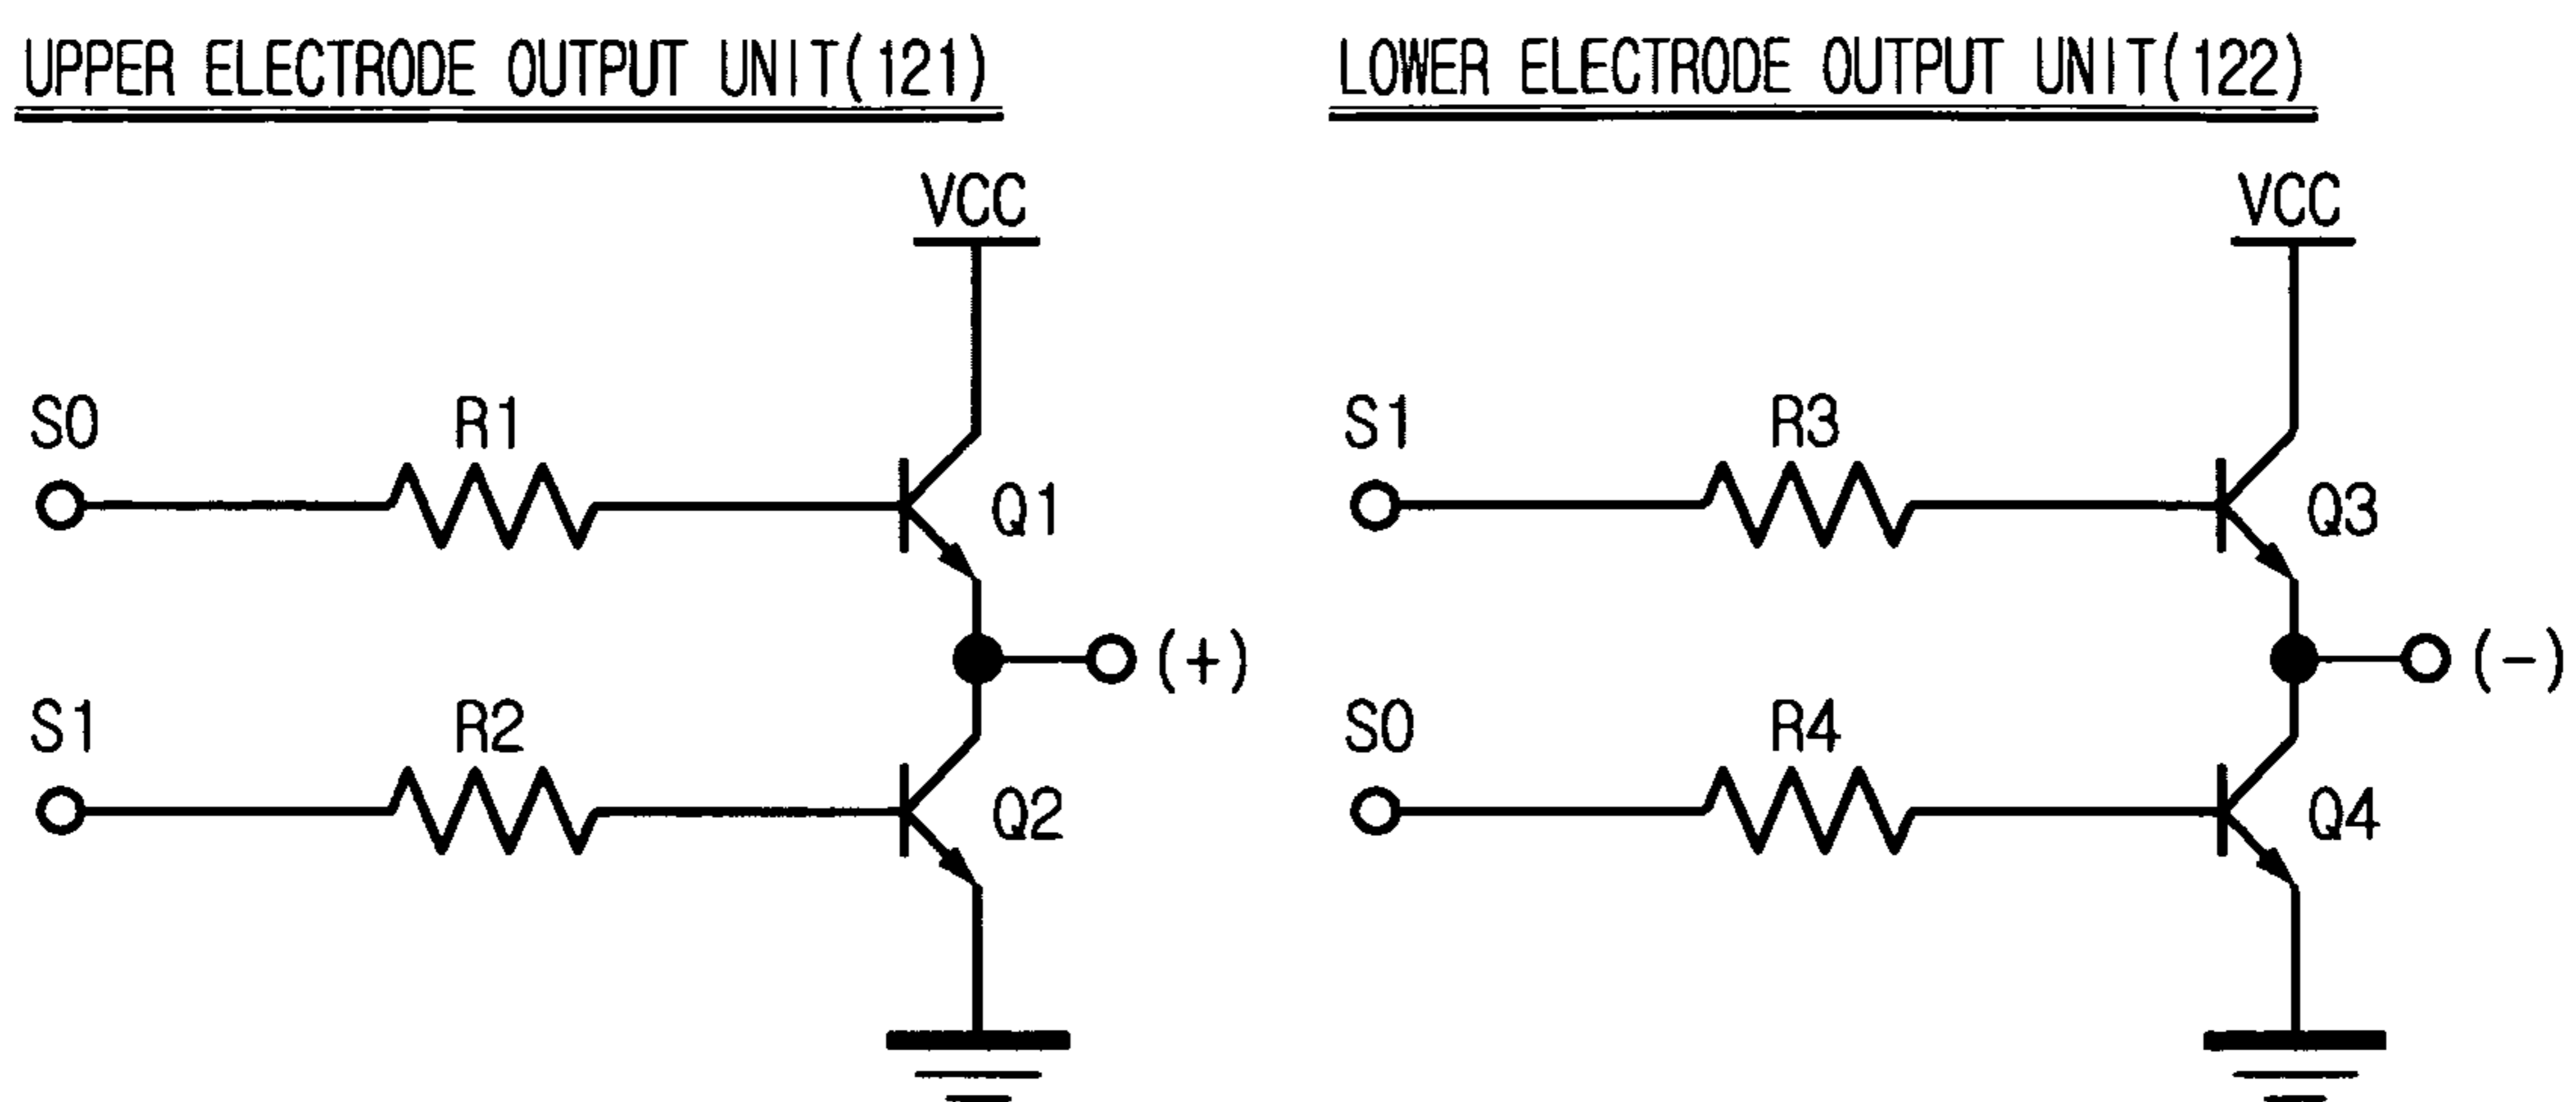 UPPER ELECTRODE OUTPUT UNIT(121)
VCC
S0
R1
Q1
(+)
S1
R2
Q2
LOWER ELECTRODE OUTPUT UNIT(122)
VCC
S1
R3
Q3
(-)
S0
R4
Q4